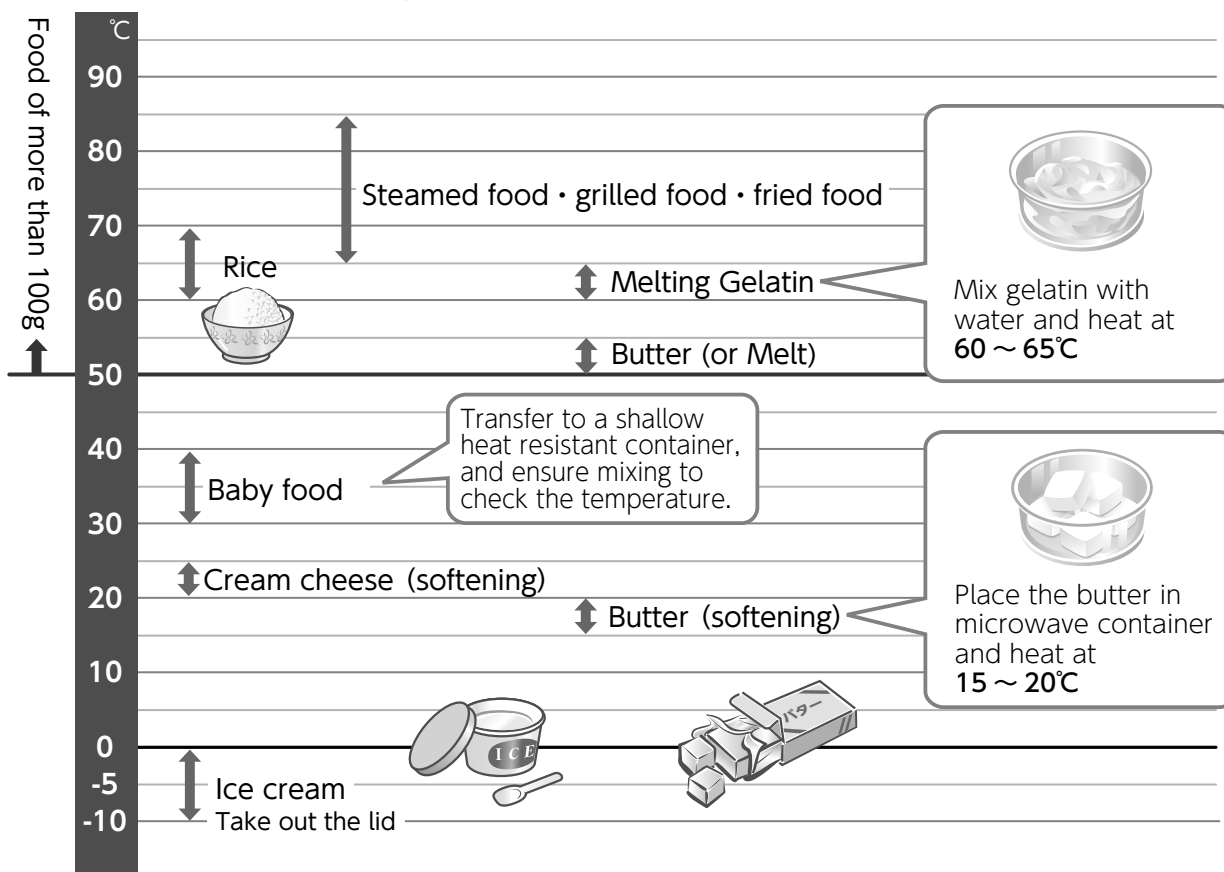 Food of more than 100g
℃
90
80
70
60
50
40
30
20
10
0
-5
-10
Steamed food・grilled food・fried food
Rice
Melting Gelatin
Mix gelatin with
water and heat at
60 ～ 65℃
Butter (or Melt)
Transfer to a shallow
heat resistant container,
and ensure mixing to
check the temperature.
Baby food
Cream cheese (softening)
Butter (softening)
Place the butter in
microwave container
and heat at
15 ～ 20℃
バター
ICE
Ice cream
Take out the lid